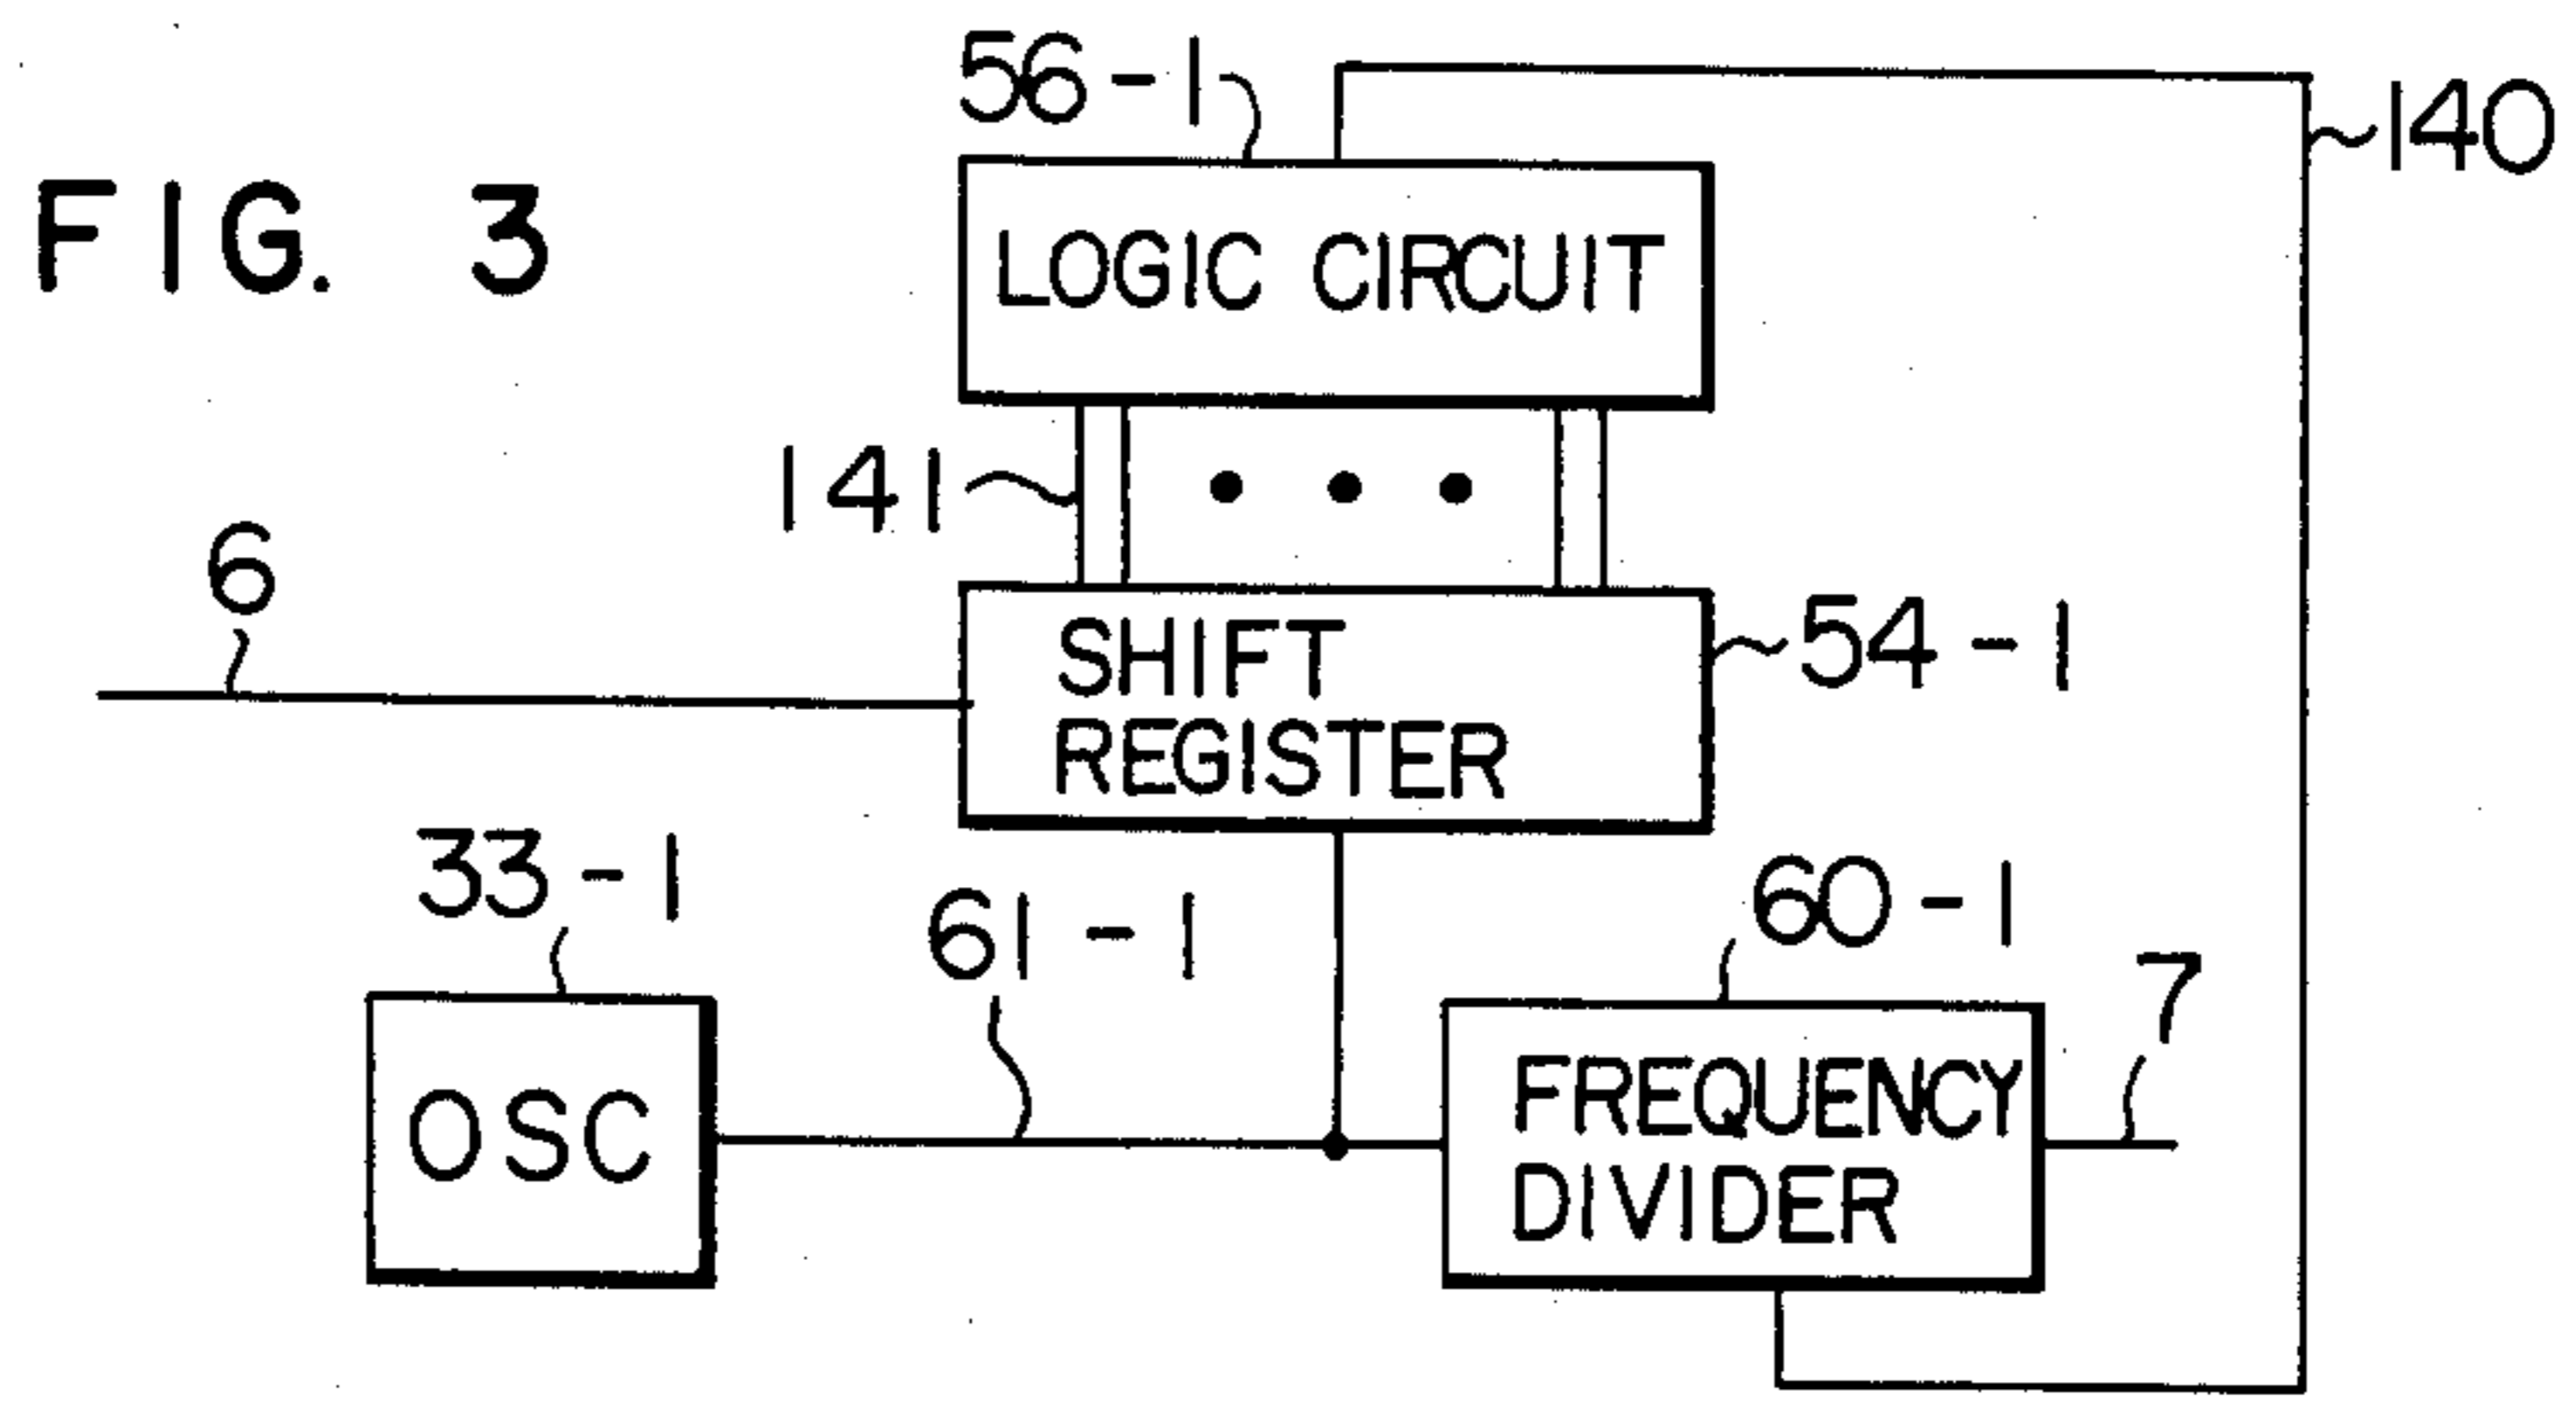 FIG. 3
56-1
140
LOGIC CIRCUIT
141
6
SHIFT
REGISTER
54-1
33-1
61-1
60-1
7
OSC
FREQUENCY
DIVIDER